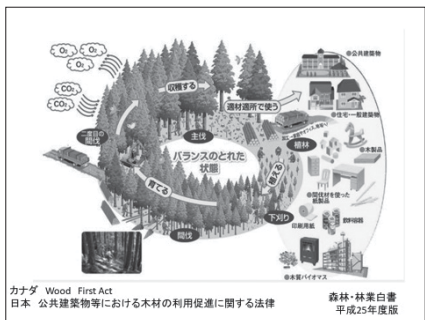 O₂
O₂
O₂
CO₂
CO₂
収穫する
適材適所で使う
主伐
植林
植える
下刈り
間伐
育てる
二度目の
間伐
バランスのとれた
状態
◎公共建築物
◎住宅・一般建築物
◎木製品
◎間伐材を使った
紙製品
印刷用紙
飲料容器
◎木質バイオマス
カナダ Wood First Act
日本 公共建築物等における木材の利用促進に関する法律
森林・林業白書
平成25年度版